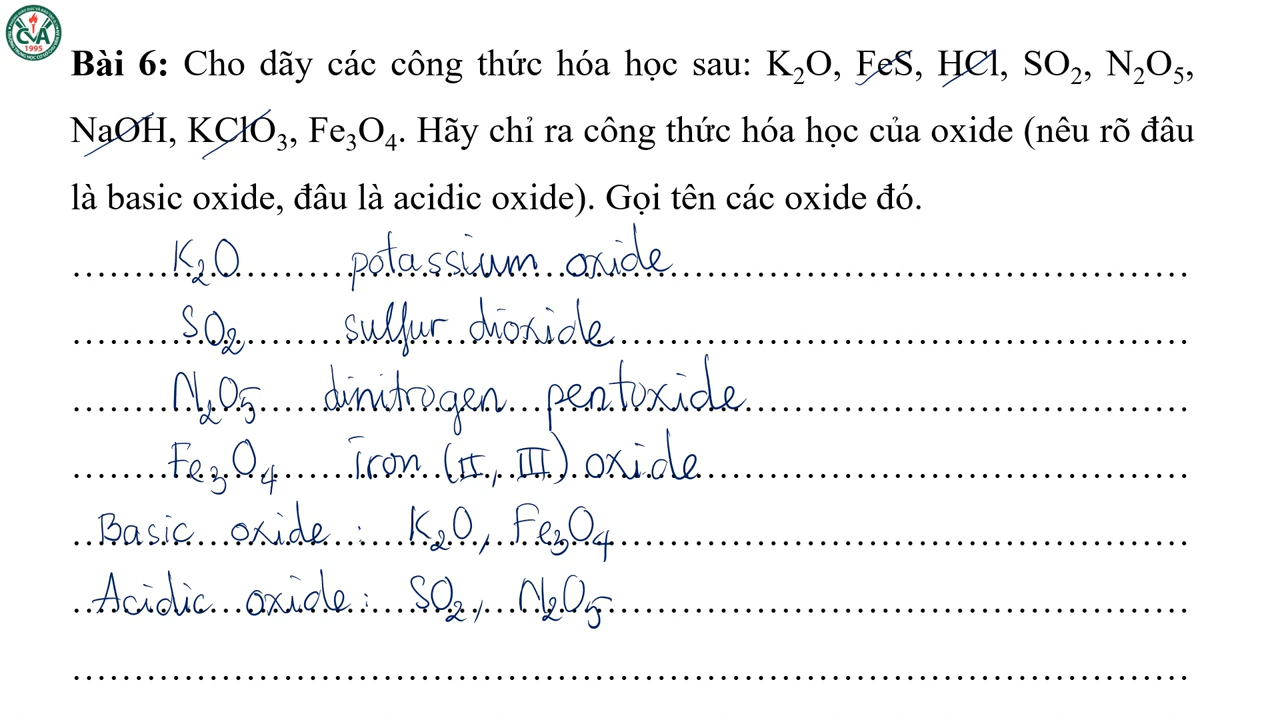 CVA
1995
Bài 6: Cho dãy các công thức hóa học sau: K₂O, FeS, HCl, SO₂, N₂O₅,
NaOH, KClO₃, Fe₃O₄. Hãy chỉ ra công thức hóa học của oxide (nêu rõ đâu
là basic oxide, đâu là acidic oxide). Gọi tên các oxide đó.
K₂O potassium oxide
SO₂ sulfur dioxide
N₂O₅ dinitrogen pentoxide
Fe₃O₄ iron (II, III) oxide
Basic oxide: K₂O, Fe₃O₄
Acidic oxide: SO₂, N₂O₅